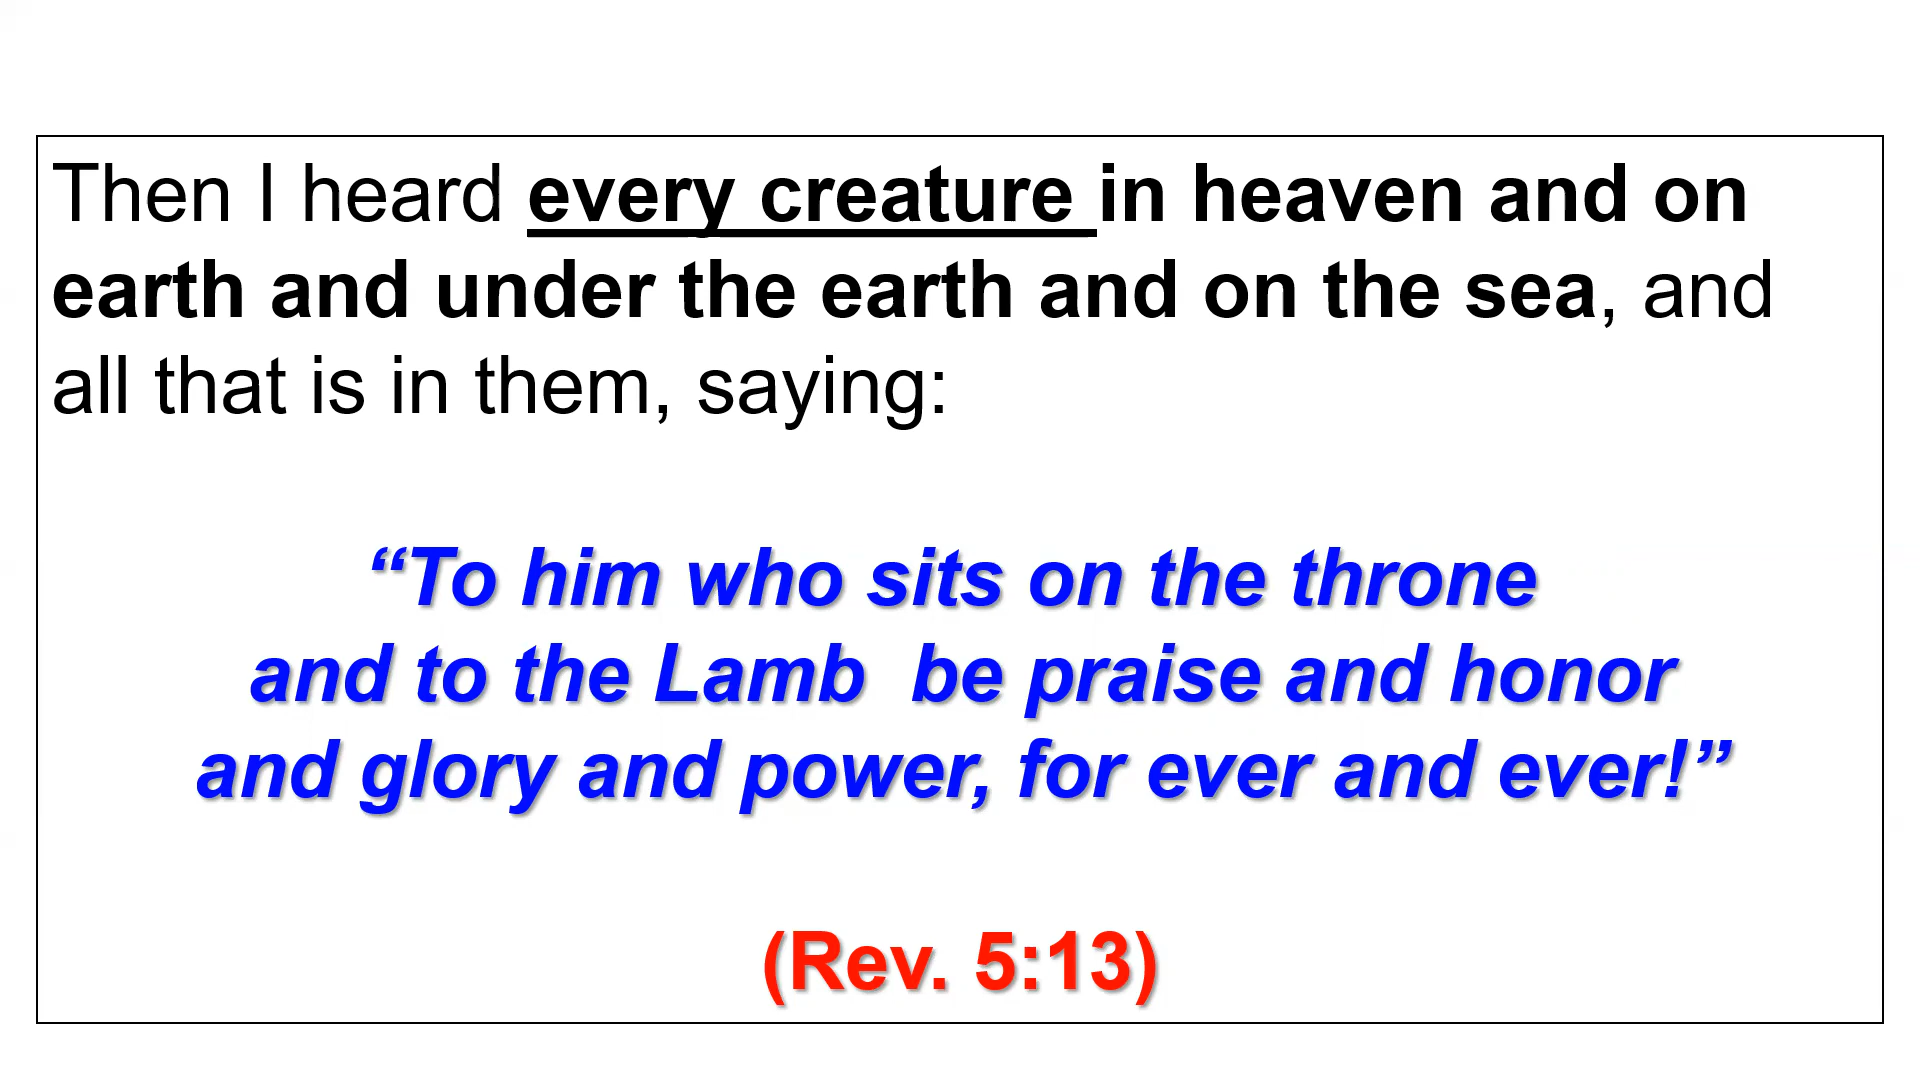 Then I heard every creature in heaven and on
earth and under the earth and on the sea, and
all that is in them, saying:
“To him who sits on the throne
and to the Lamb  be praise and honor
and glory and power, for ever and ever!”
(Rev. 5:13)